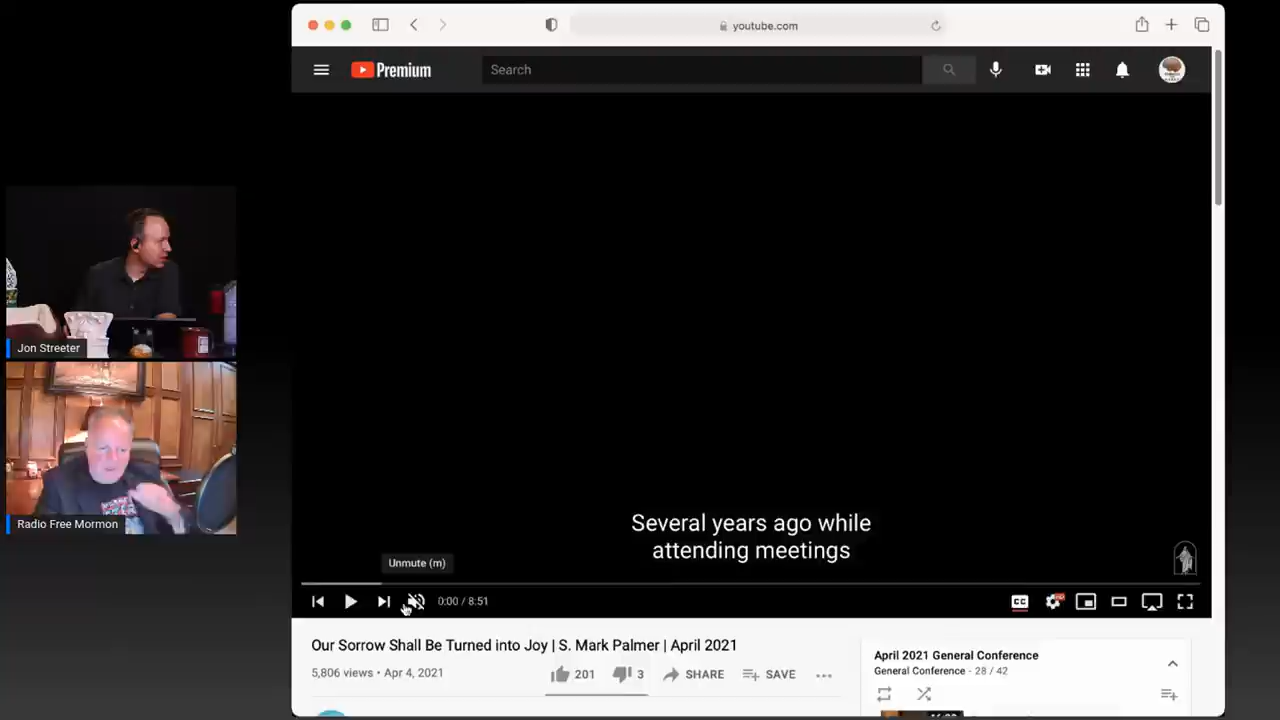 youtube.com
Premium
Search
Jon Streeter
Radio Free Mormon
Several years ago while
attending meetings
Unmute (m)
0:00 / 8:51
CC
Our Sorrow Shall Be Turned into Joy | S. Mark Palmer | April 2021
5,806 views • Apr 4, 2021
201
3
SHARE
SAVE
April 2021 General Conference
General Conference - 28 / 42